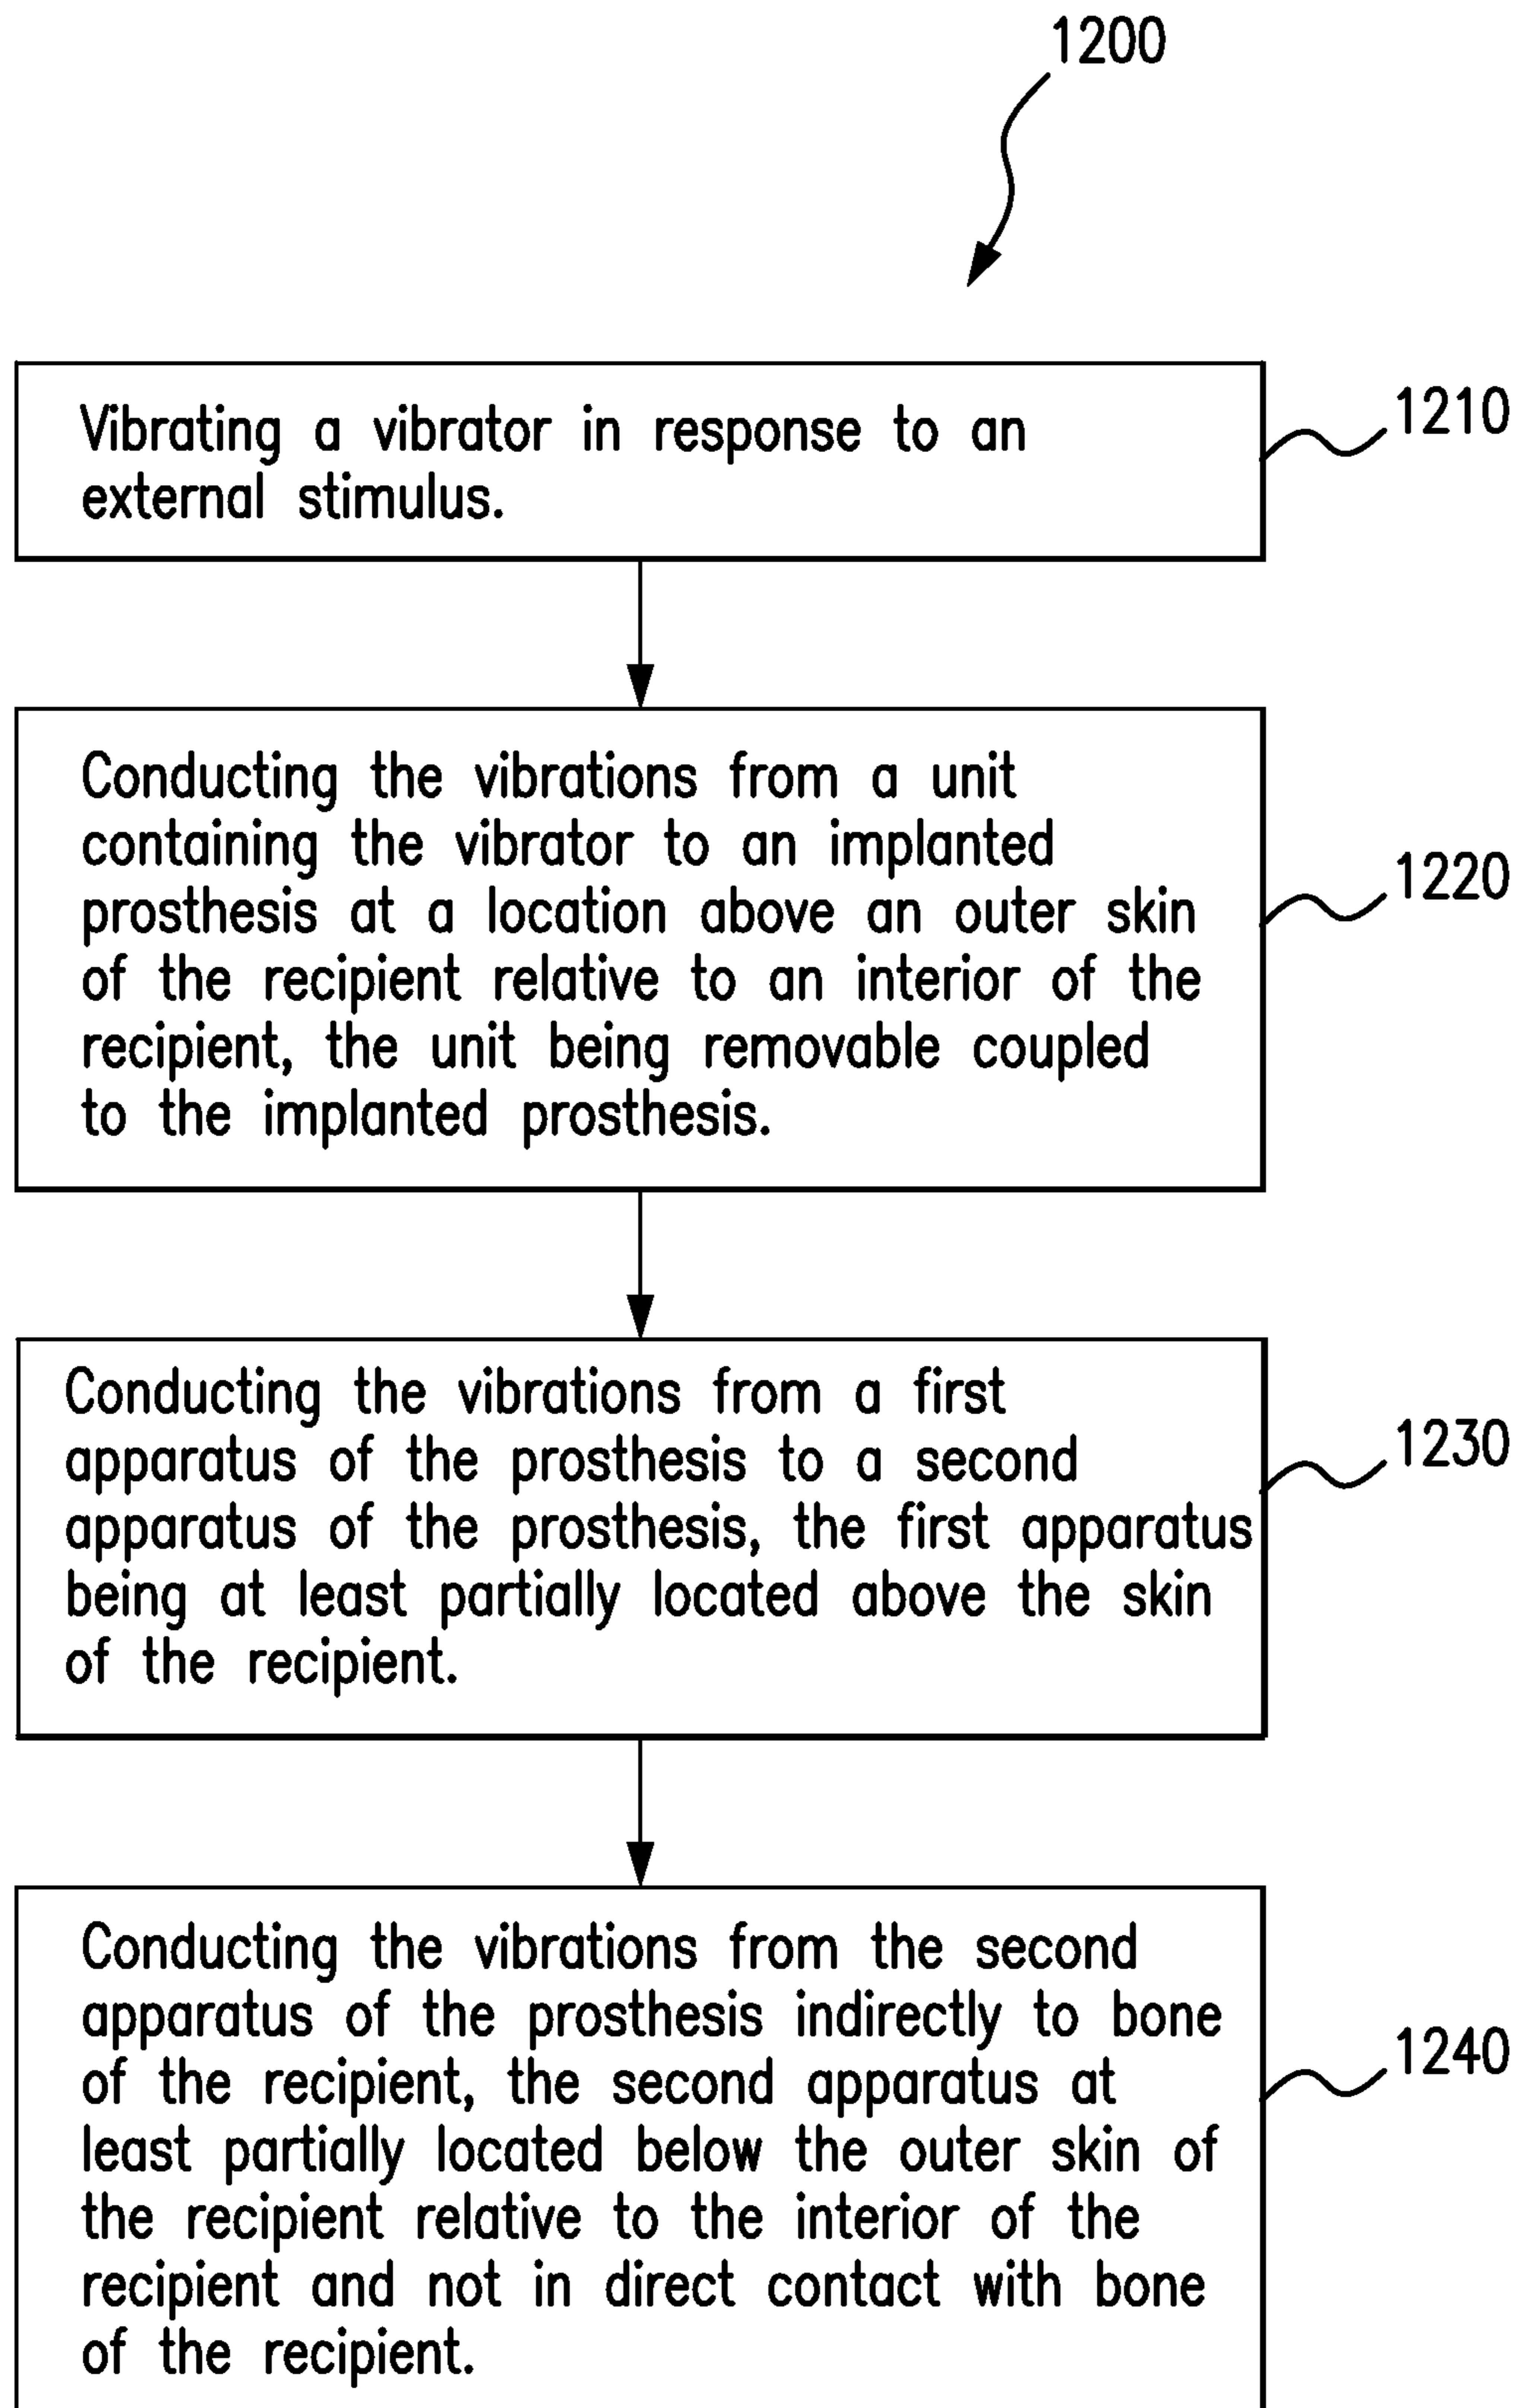 1200
Vibrating a vibrator in response to an
external stimulus.
1210
Conducting the vibrations from a unit
containing the vibrator to an implanted
prosthesis at a location above an outer skin
of the recipient relative to an interior of the
recipient, the unit being removable coupled
to the implanted prosthesis.
1220
Conducting the vibrations from a first
apparatus of the prosthesis to a second
apparatus of the prosthesis, the first apparatus
being at least partially located above the skin
of the recipient.
1230
Conducting the vibrations from the second
apparatus of the prosthesis indirectly to bone
of the recipient, the second apparatus at
least partially located below the outer skin of
the recipient relative to the interior of the
recipient and not in direct contact with bone
of the recipient.
1240